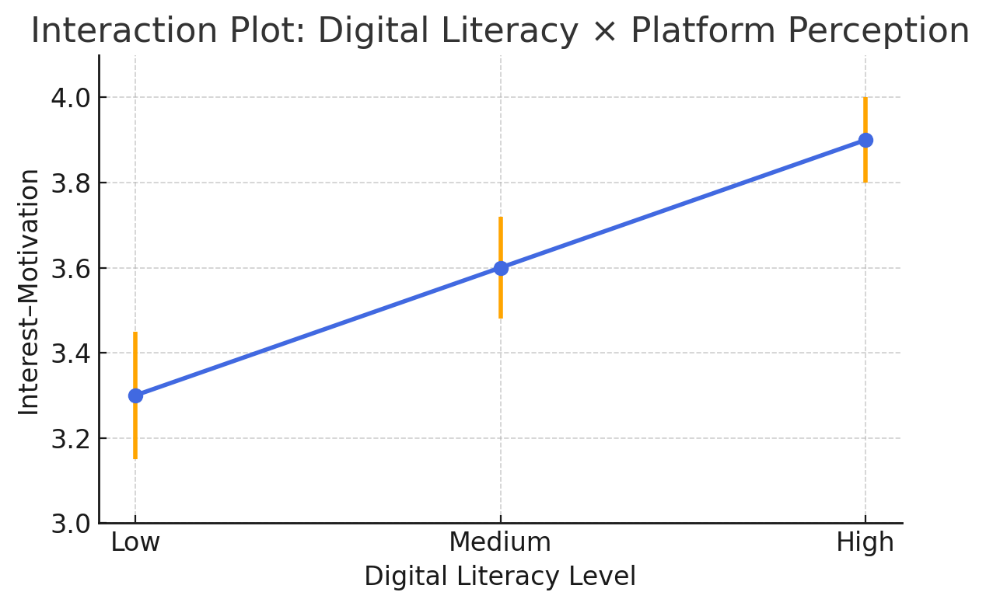 Interaction Plot: Digital Literacy × Platform Perception
Interest–Motivation
4.0
3.8
3.6
3.4
3.2
3.0
Low
Medium
High
Digital Literacy Level